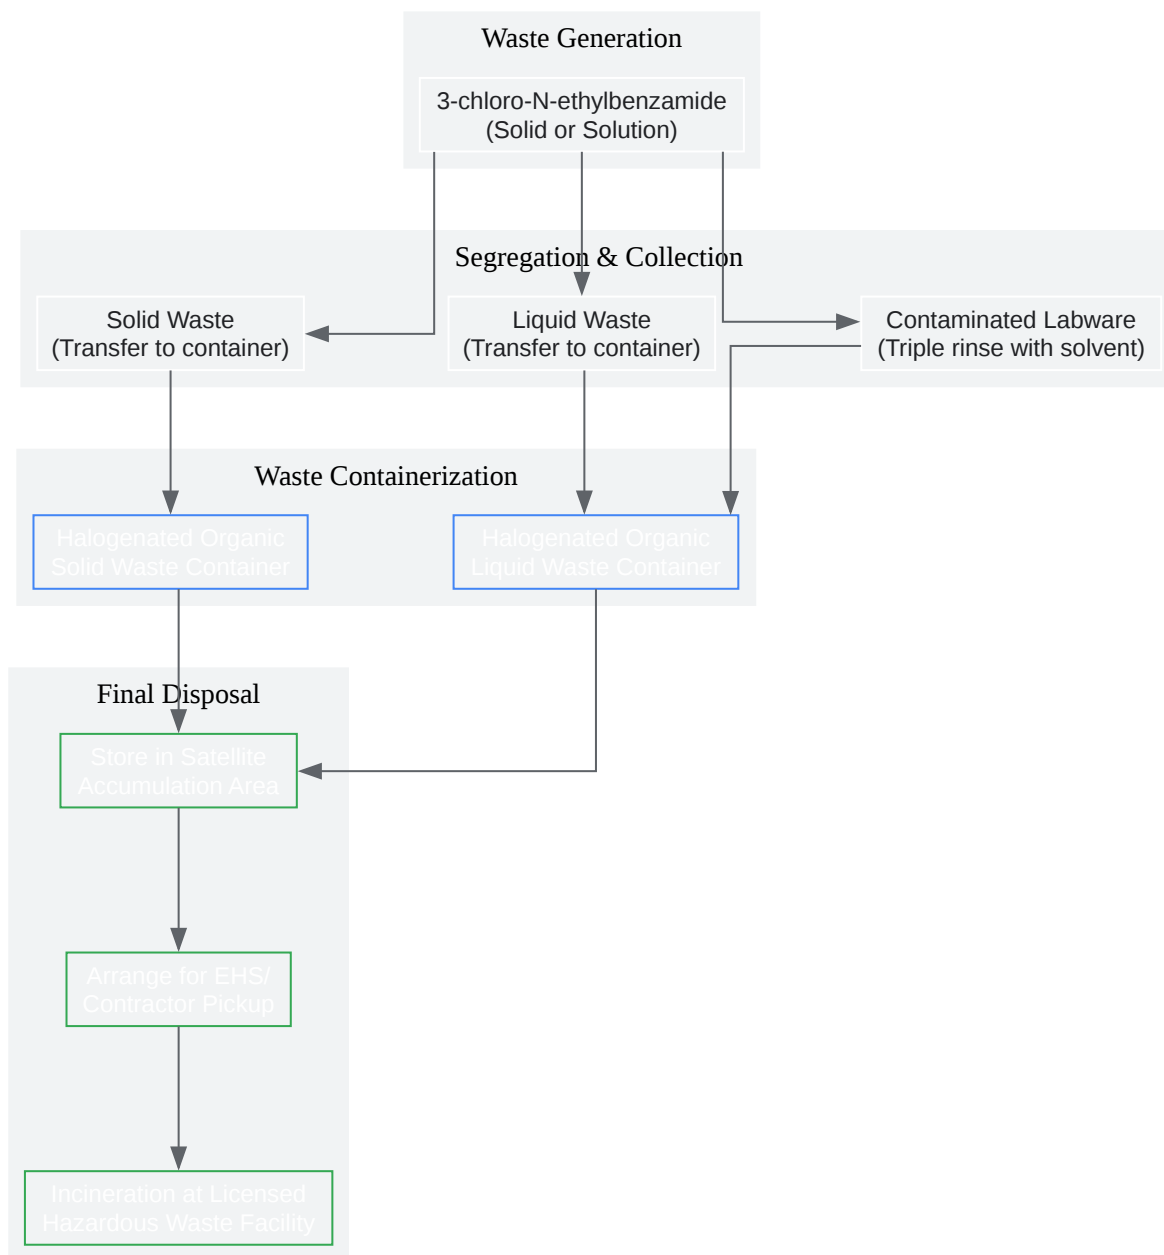 Waste Generation
3-chloro-N-ethylbenzamide
(Solid or Solution)
Segregation & Collection
Solid Waste
(Transfer to container)
Liquid Waste
(Transfer to container)
Contaminated Labware
(Triple rinse with solvent)
Waste Containerization
Halogenated Organic
Solid Waste Container
Halogenated Organic
Liquid Waste Container
Final Disposal
Store in Satellite
Accumulation Area
Arrange for EHS/
Contractor Pickup
Incineration at Licensed
Hazardous Waste Facility